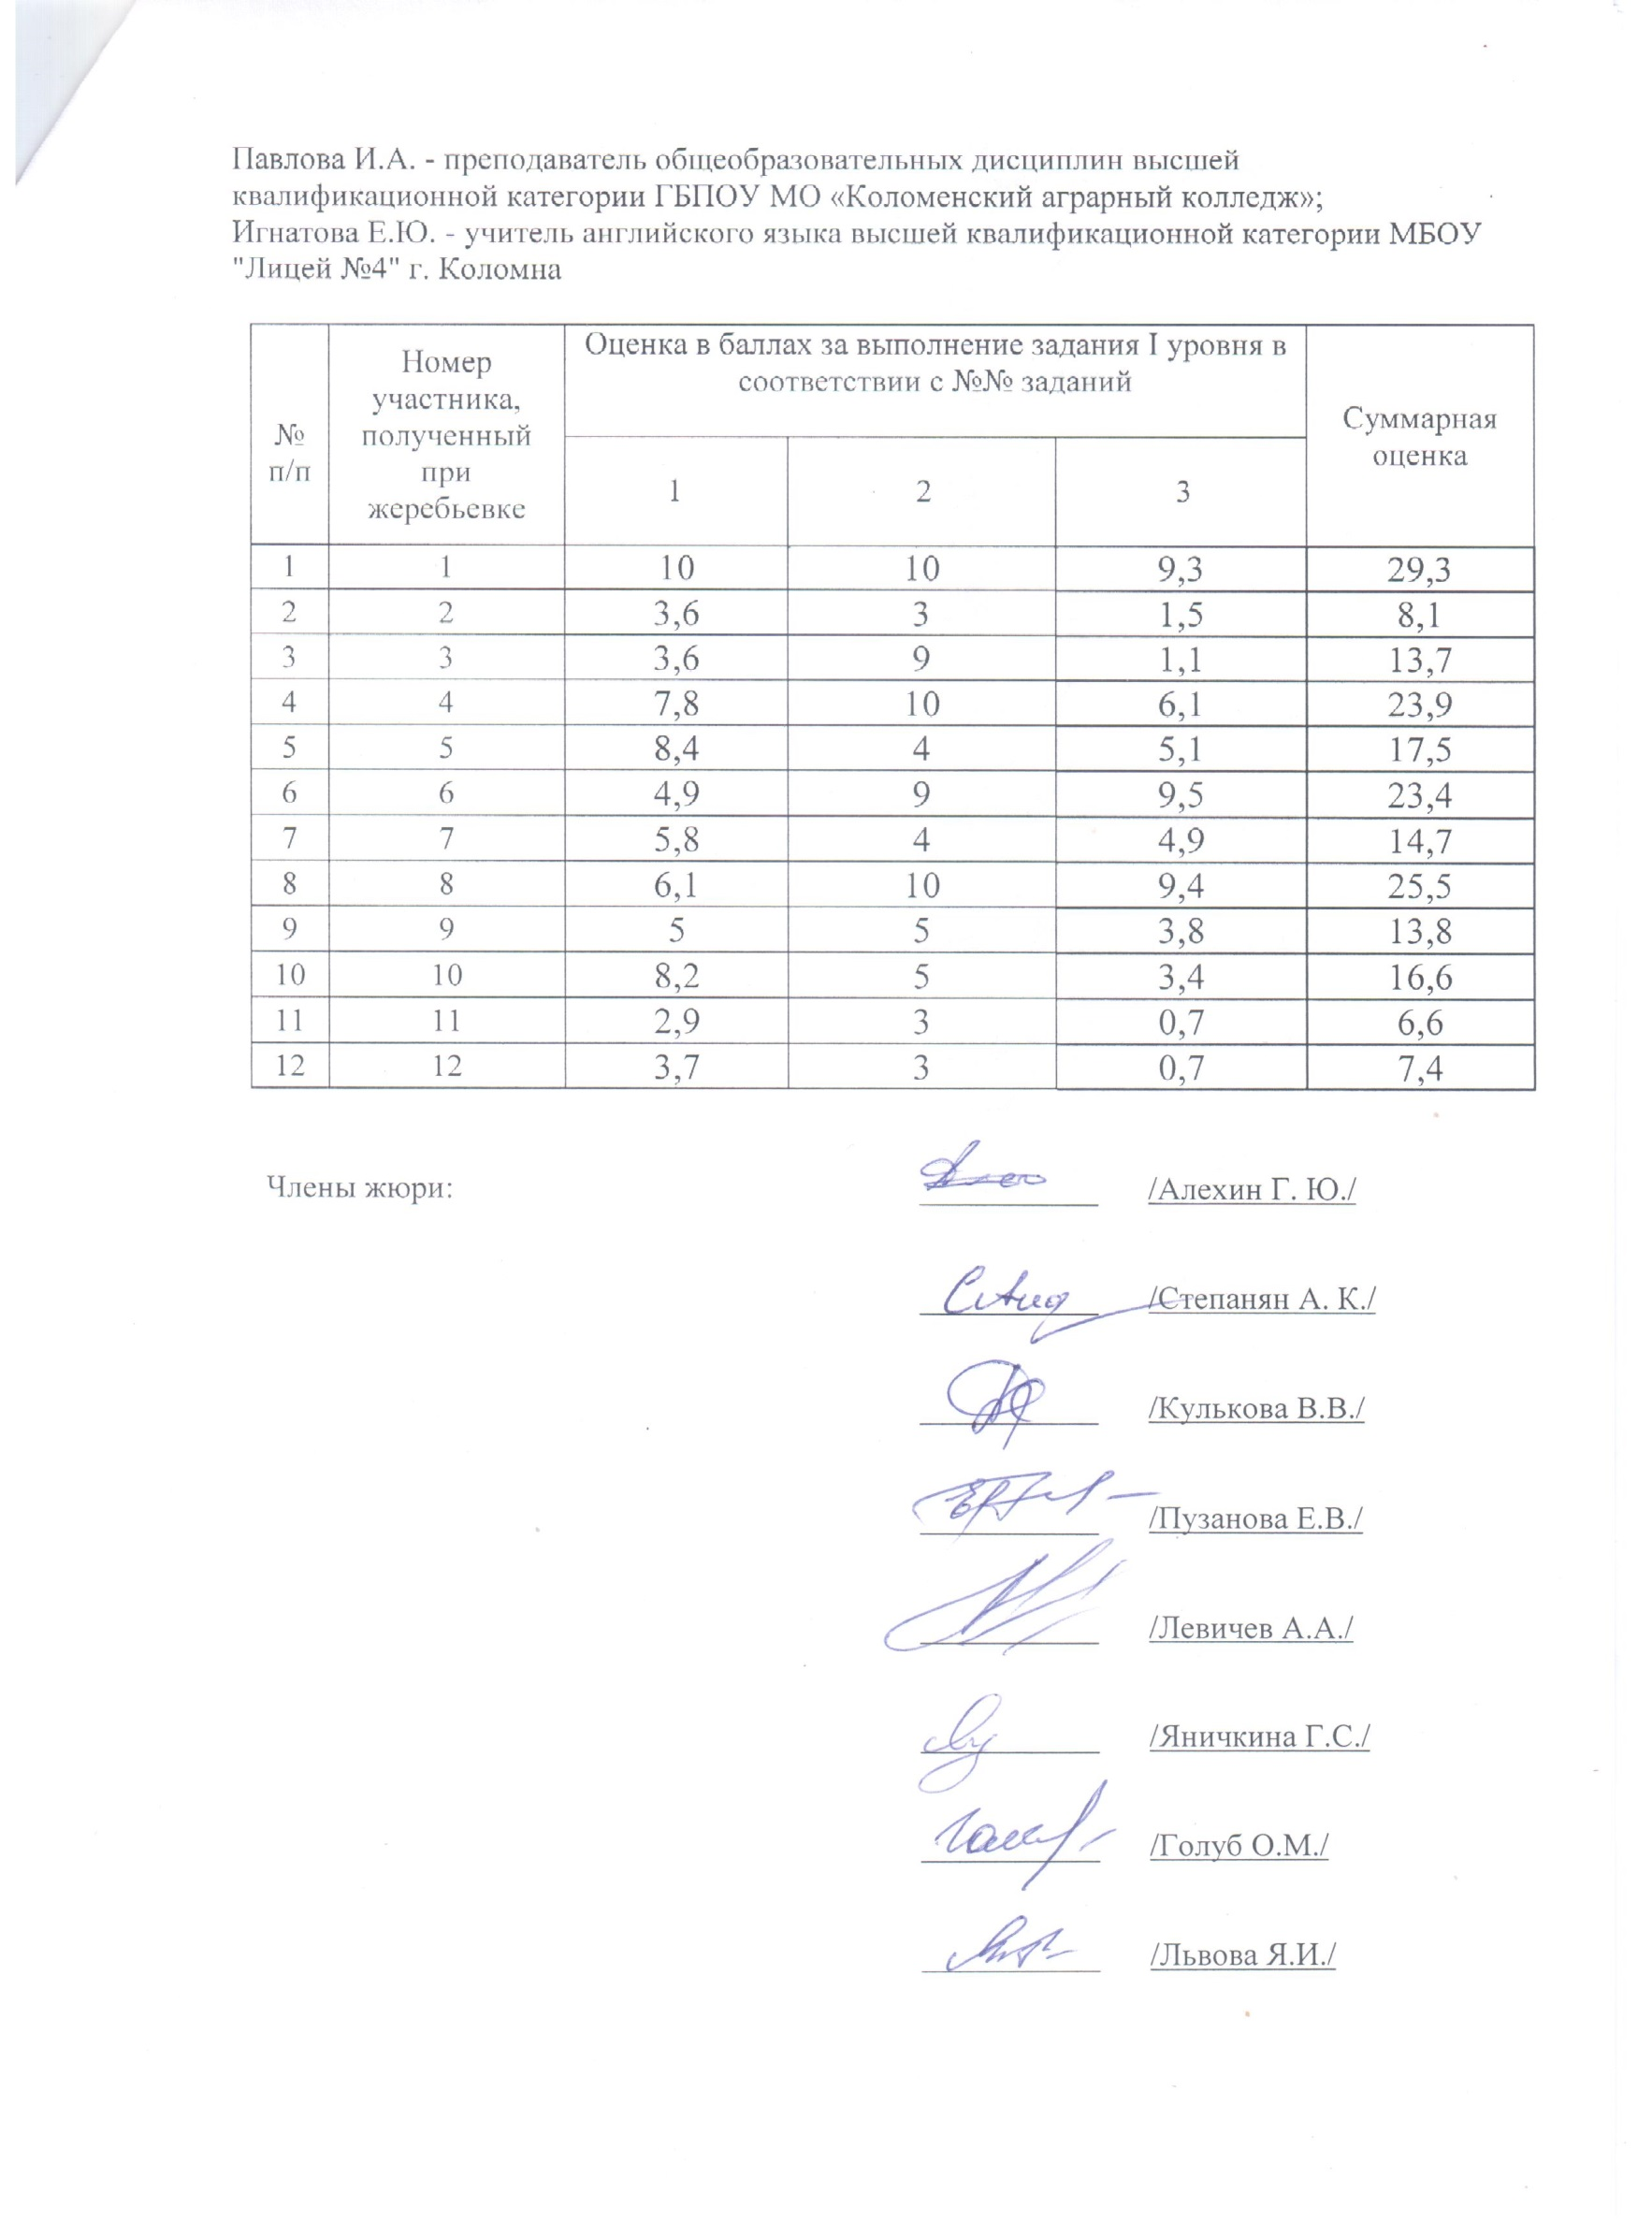 Павлова И.А. - преподаватель общеобразовательных дисциплин высшей
квалификационной категории ГБПОУ МО «Коломенский аграрный колледж»;
Игнатова Е.Ю. - учитель английского языка высшей квалификационной категории МБОУ
"Лицей №4" г. Коломна
№ п/п
Номер участника, полученный при жеребьевке
Оценка в баллах за выполнение задания I уровня в
соответствии с №№ заданий
Суммарная оценка
1 2 3
1 1 10 10 9,3 29,3
2 2 3,6 3 1,5 8,1
3 3 3,6 9 1,1 13,7
4 4 7,8 10 6,1 23,9
5 5 8,4 4 5,1 17,5
6 6 4,9 9 9,5 23,4
7 7 5,8 4 4,9 14,7
8 8 6,1 10 9,4 25,5
9 9 5 5 3,8 13,8
10 10 8,2 5 3,4 16,6
11 11 2,9 3 0,7 6,6
12 12 3,7 3 0,7 7,4
Члены жюри: /Алехин Г. Ю./
/Степанян А. К./
/Кулькова В.В./
/Пузанова Е.В./
/Левичев А.А./
/Яничкина Г.С./
/Голуб О.М./
/Львова Я.И./